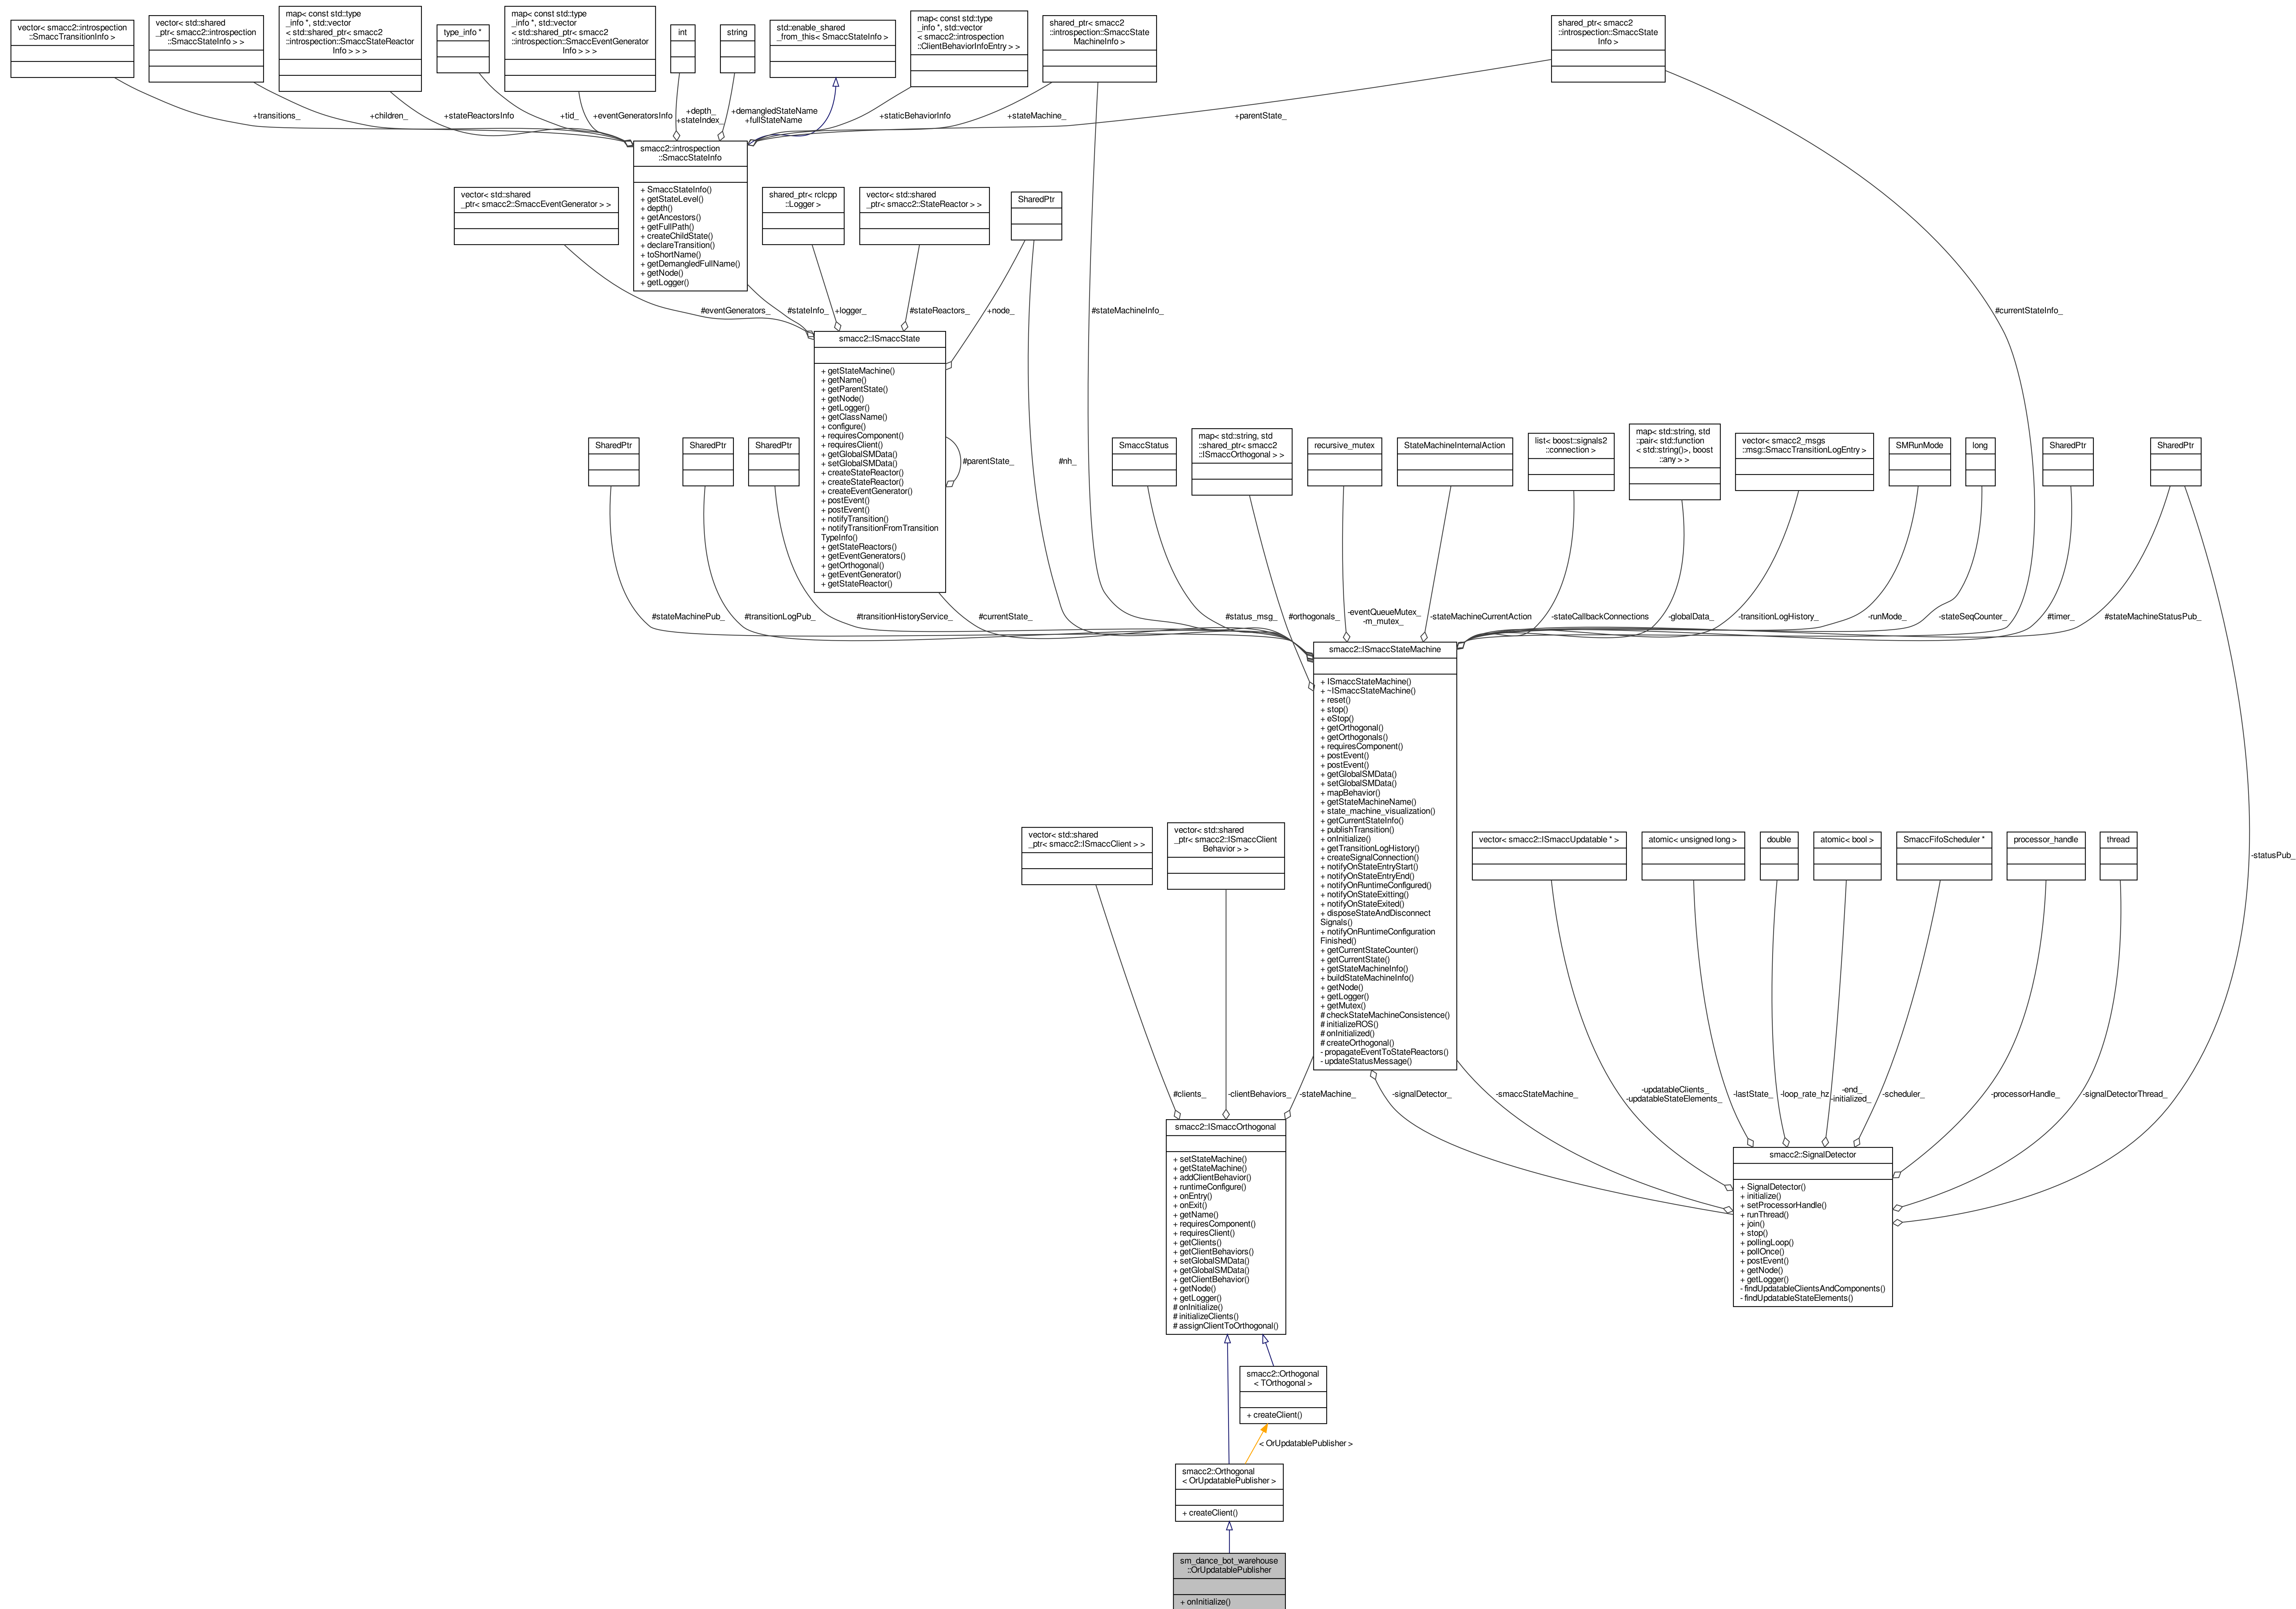 vector< smacc2::introspection
::SmaccTransitionInfo >
vector< std::shared
_ptr< smacc2::introspection
::SmaccStateInfo > >
map< const std::type
_info *, std::vector
< std::shared_ptr< smacc2
::introspection::SmaccStateReactor
Info > > >
type_info *
map< const std::type
_info *, std::vector
< std::shared_ptr< smacc2
::introspection::SmaccEventGenerator
Info > > >
int
string
std::enable_shared
_from_this< SmaccStateInfo >
map< const std::type
_info *, std::vector
< smacc2::introspection
::ClientBehaviorInfoEntry > >
shared_ptr< smacc2
::introspection::SmaccState
MachineInfo >
shared_ptr< smacc2
::introspection::SmaccState
Info >
+transitions_
+children_
+stateReactorsInfo
+tid_
+eventGeneratorsInfo
+depth_
+stateIndex_
+demangledStateName
+fullStateName
+staticBehaviorInfo
+stateMachine_
+parentState_
smacc2::introspection
::SmaccStateInfo
+ SmaccStateInfo()
+ getStateLevel()
+ depth()
+ getAncestors()
+ getFullPath()
+ createChildState()
+ declareTransition()
+ toShortName()
+ getDemangledFullName()
+ getNode()
+ getLogger()
vector< std::shared
_ptr< smacc2::SmaccEventGenerator > >
shared_ptr< rclcpp
::Logger >
vector< std::shared
_ptr< smacc2::StateReactor > >
SharedPtr
#eventGenerators_
#stateInfo_
+logger_
#stateReactors_
+node_
#stateMachineInfo_
#currentStateInfo_
smacc2::ISmaccState
+ getStateMachine()
+ getName()
+ getParentState()
+ getNode()
+ getLogger()
+ getClassName()
+ configure()
+ requiresComponent()
+ requiresClient()
+ getGlobalSMData()
+ setGlobalSMData()
+ createStateReactor()
+ createStateReactor()
+ createEventGenerator()
+ postEvent()
+ postEvent()
+ notifyTransition()
+ notifyTransitionFromTransition
TypeInfo()
+ getStateReactors()
+ getEventGenerators()
+ getOrthogonal()
+ getEventGenerator()
+ getStateReactor()
#parentState_
#nh_
SharedPtr
SharedPtr
SharedPtr
SmaccStatus
map< std::string, std
::shared_ptr< smacc2
::ISmaccOrthogonal > >
recursive_mutex
StateMachineInternalAction
list< boost::signals2
::connection >
map< std::string, std
::pair< std::function
< std::string()>, boost
::any > >
vector< smacc2_msgs
::msg::SmaccTransitionLogEntry >
SMRunMode
long
SharedPtr
SharedPtr
#stateMachinePub_
#transitionLogPub_
#transitionHistoryService_
#currentState_
#status_msg_
#orthogonals_
-eventQueueMutex_
-m_mutex_
-stateMachineCurrentAction
-stateCallbackConnections
-globalData_
-transitionLogHistory_
-runMode_
-stateSeqCounter_
#timer_
#stateMachineStatusPub_
smacc2::ISmaccStateMachine
+ ISmaccStateMachine()
+ ~ISmaccStateMachine()
+ reset()
+ stop()
+ eStop()
+ getOrthogonal()
+ getOrthogonals()
+ requiresComponent()
+ postEvent()
+ postEvent()
+ getGlobalSMData()
+ setGlobalSMData()
+ mapBehavior()
+ getStateMachineName()
+ state_machine_visualization()
+ getCurrentStateInfo()
+ publishTransition()
+ onInitialize()
+ getTransitionLogHistory()
+ createSignalConnection()
+ notifyOnStateEntryStart()
+ notifyOnStateEntryEnd()
+ notifyOnRuntimeConfigured()
+ notifyOnStateExitting()
+ notifyOnStateExited()
+ disposeStateAndDisconnect
Signals()
+ notifyOnRuntimeConfiguration
Finished()
+ getCurrentStateCounter()
+ getCurrentState()
+ getStateMachineInfo()
+ buildStateMachineInfo()
+ getNode()
+ getLogger()
+ getMutex()
# checkStateMachineConsistence()
# initializeROS()
# onInitialized()
# createOrthogonal()
- propagateEventToStateReactors()
- updateStatusMessage()
vector< std::shared
_ptr< smacc2::ISmaccClient > >
vector< std::shared
_ptr< smacc2::ISmaccClient
Behavior > >
vector< smacc2::ISmaccUpdatable * >
atomic< unsigned long >
double
atomic< bool >
SmaccFifoScheduler *
processor_handle
thread
-statusPub_
#clients_
-clientBehaviors_
-stateMachine_
-signalDetector_
-smaccStateMachine_
-updatableClients_
-updatableStateElements_
-lastState_
-loop_rate_hz
-end_
-initialized_
-scheduler_
-processorHandle_
-signalDetectorThread_
smacc2::ISmaccOrthogonal
+ setStateMachine()
+ getStateMachine()
+ addClientBehavior()
+ runtimeConfigure()
+ onEntry()
+ onExit()
+ getName()
+ requiresComponent()
+ requiresClient()
+ getClients()
+ getClientBehaviors()
+ setGlobalSMData()
+ getGlobalSMData()
+ getClientBehavior()
+ getNode()
+ getLogger()
# onInitialize()
# initializeClients()
# assignClientToOrthogonal()
smacc2::SignalDetector
+ SignalDetector()
+ initialize()
+ setProcessorHandle()
+ runThread()
+ join()
+ stop()
+ pollingLoop()
+ pollOnce()
+ postEvent()
+ getNode()
+ getLogger()
- findUpdatableClientsAndComponents()
- findUpdatableStateElements()
smacc2::Orthogonal
< TOrthogonal >
+ createClient()
< OrUpdatablePublisher >
smacc2::Orthogonal
< OrUpdatablePublisher >
+ createClient()
sm_dance_bot_warehouse
::OrUpdatablePublisher
+ onInitialize()